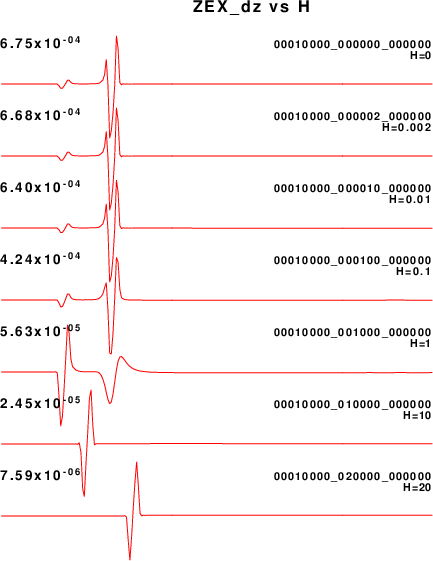 ZEX_dz vs H
6.75x10⁻⁰⁴ 00010000_000000_000000
H=0
6.68x10⁻⁰⁴ 00010000_000002_000000
H=0.002
6.40x10⁻⁰⁴ 00010000_000010_000000
H=0.01
4.24x10⁻⁰⁴ 00010000_000100_000000
H=0.1
5.63x10⁻⁰⁵ 00010000_001000_000000
H=1
2.45x10⁻⁰⁵ 00010000_010000_000000
H=10
7.59x10⁻⁰⁶ 00010000_020000_000000
H=20